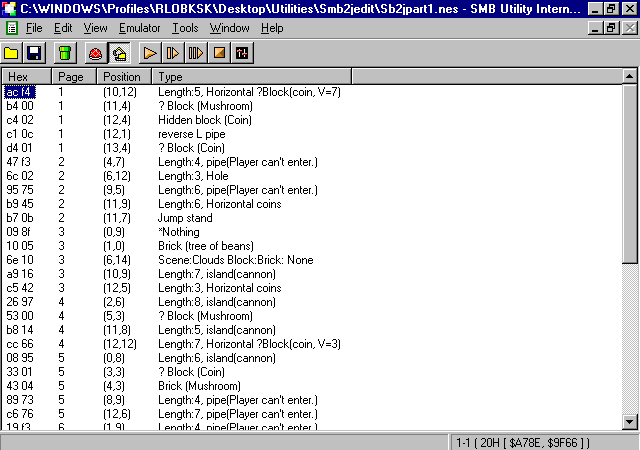 C:\WINDOWS\Profiles\RLOBKSK\Desktop\Utilities\Smb2jedit\Sb2jpart1.nes - SMB Utility Intern...
File Edit View Emulator Tools Window Help
Hex Page Position Type
ac f4 1 (10,12) Length:5, Horizontal ?Block(coin, V=7)
b4 00 1 (11,4) ? Block (Mushroom)
c4 02 1 (12,4) Hidden block (Coin)
c1 0c 1 (12,1) reverse L pipe
d4 01 1 (13,4) ? Block (Coin)
47 f3 2 (4,7) Length:4, pipe(Player can't enter.)
6c 02 2 (6,12) Length:3, Hole
95 75 2 (9,5) Length:6, pipe(Player can't enter.)
b9 45 2 (11,9) Length:6, Horizontal coins
b7 0b 2 (11,7) Jump stand
09 8f 3 (0,9) *Nothing
10 05 3 (1,0) Brick (tree of beans)
6e 10 3 (6,14) Scene:Clouds Block:Brick: None
a9 16 3 (10,9) Length:7, island(cannon)
c5 42 3 (12,5) Length:3, Horizontal coins
26 97 4 (2,6) Length:8, island(cannon)
53 00 4 (5,3) ? Block (Mushroom)
b8 14 4 (11,8) Length:5, island(cannon)
cc 66 4 (12,12) Length:7, Horizontal ?Block(coin, V=3)
08 95 5 (0,8) Length:6, island(cannon)
33 01 5 (3,3) ? Block (Coin)
43 04 5 (4,3) Brick (Mushroom)
89 73 5 (8,9) Length:4, pipe(Player can't enter.)
c6 76 5 (12,6) Length:7, pipe(Player can't enter.)
19 f3 6 (1,9) Length:4, pipe(Player can't enter.)
1-1 ( 20H [ $A78E, $9F66 ] )